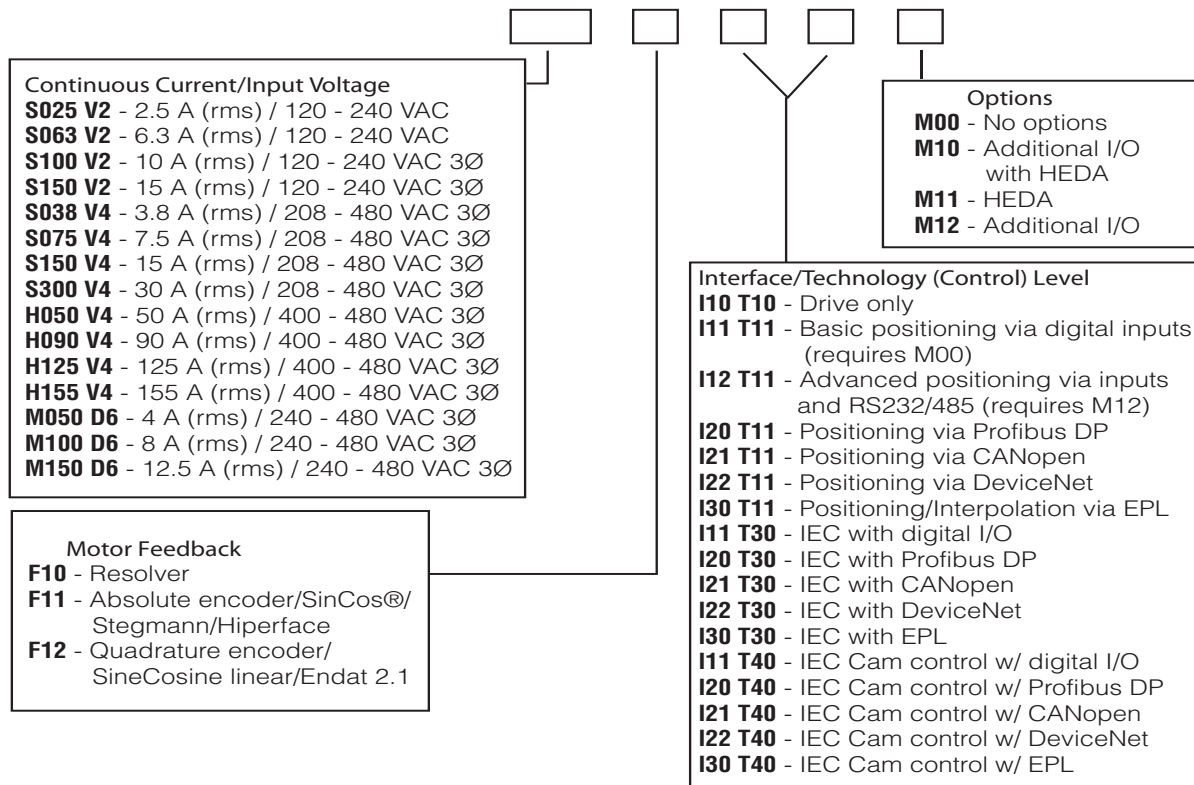 Continuous Current/Input Voltage
S025 V2 - 2.5 A (rms) / 120 - 240 VAC
S063 V2 - 6.3 A (rms) / 120 - 240 VAC
S100 V2 - 10 A (rms) / 120 - 240 VAC 3Ø
S150 V2 - 15 A (rms) / 120 - 240 VAC 3Ø
S038 V4 - 3.8 A (rms) / 208 - 480 VAC 3Ø
S075 V4 - 7.5 A (rms) / 208 - 480 VAC 3Ø
S150 V4 - 15 A (rms) / 208 - 480 VAC 3Ø
S300 V4 - 30 A (rms) / 208 - 480 VAC 3Ø
H050 V4 - 50 A (rms) / 400 - 480 VAC 3Ø
H090 V4 - 90 A (rms) / 400 - 480 VAC 3Ø
H125 V4 - 125 A (rms) / 400 - 480 VAC 3Ø
H155 V4 - 155 A (rms) / 400 - 480 VAC 3Ø
M050 D6 - 4 A (rms) / 240 - 480 VAC 3Ø
M100 D6 - 8 A (rms) / 240 - 480 VAC 3Ø
M150 D6 - 12.5 A (rms) / 240 - 480 VAC 3Ø
Motor Feedback
F10 - Resolver
F11 - Absolute encoder/SinCos®/
Stegmann/Hiperface
F12 - Quadrature encoder/
SineCosine linear/Endat 2.1
Options
M00 - No options
M10 - Additional I/O
with HEDA
M11 - HEDA
M12 - Additional I/O
Interface/Technology (Control) Level
I10 T10 - Drive only
I11 T11 - Basic positioning via digital inputs
(requires M00)
I12 T11 - Advanced positioning via inputs
and RS232/485 (requires M12)
I20 T11 - Positioning via Profibus DP
I21 T11 - Positioning via CANopen
I22 T11 - Positioning via DeviceNet
I30 T11 - Positioning/Interpolation via EPL
I11 T30 - IEC with digital I/O
I20 T30 - IEC with Profibus DP
I21 T30 - IEC with CANopen
I22 T30 - IEC with DeviceNet
I30 T30 - IEC with EPL
I11 T40 - IEC Cam control w/ digital I/O
I20 T40 - IEC Cam control w/ Profibus DP
I21 T40 - IEC Cam control w/ CANopen
I22 T40 - IEC Cam control w/ DeviceNet
I30 T40 - IEC Cam control w/ EPL